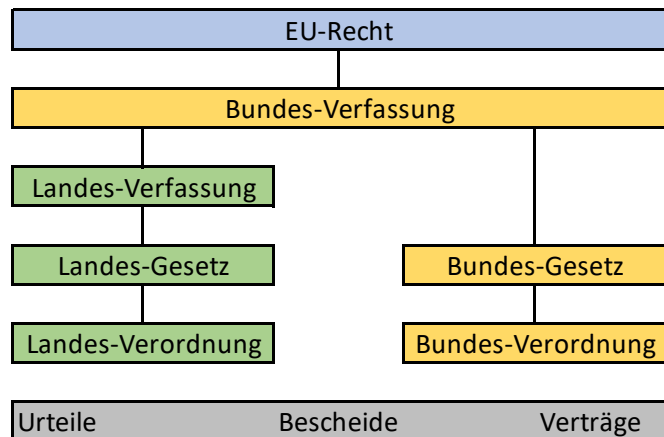 EU-Recht
Bundes-Verfassung
Landes-Verfassung
Landes-Gesetz Bundes-Gesetz
Landes-Verordnung Bundes-Verordnung
Urteile Bescheide Verträge